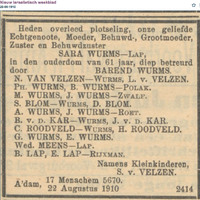 Nieuw Israelietisch weekblad
Heden overleed plotseling, onze geliefde
Echtgenoote, Moeder, Behuwd-, Grootmoeder,
Zuster en Behuwdzuster
SARA WURMS—LAP,
in den ouderdom van 61 jaar, diep betreurd
door BAREND WURMS.
N. VAN VELZEN—WURMS, L. V. VELZEN.
PH. WURMS, B. WURMS—POLAK.
M. WURMS, J. WURMS—ZWALF.
S. BLOM—WURMS, D. BLOM.
A. WURMS, J. WURMS—ROET.
B. v. D. KAR—WURMS, J. v. D. KAR.
C. ROODVELD—WURMS, H. ROODVELD.
G. WURMS, E. WURMS.
Wed. MEENS—LAP.
B. LAP, E. LAP—RIJXMAN.
Namens Kleinkinderen,
S. v. VELZEN.
A'dam, 17 Menachem 5670.
22 Augustus 1910 2414